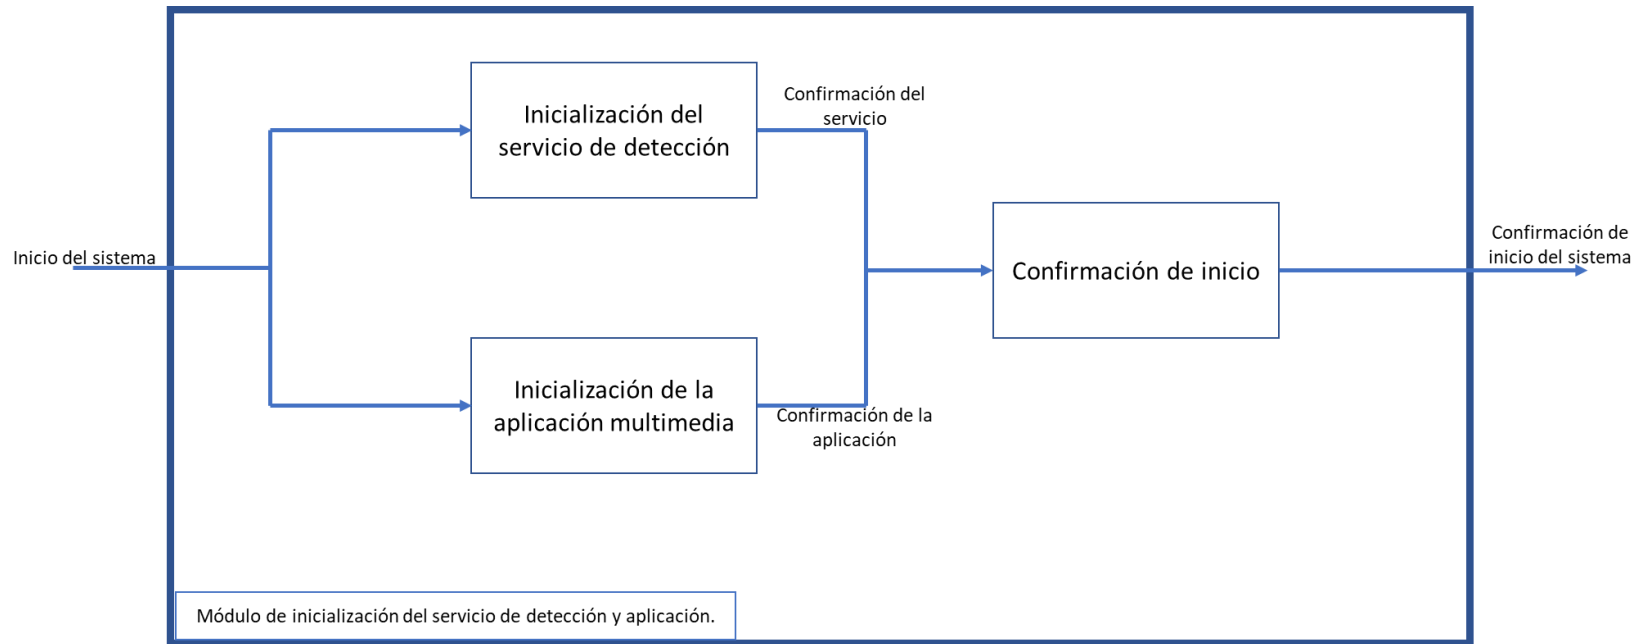 Inicio del sistema
Inicialización del
servicio de detección
Confirmación del
servicio
Inicialización de la
aplicación multimedia
Confirmación de la
aplicación
Confirmación de inicio
Confirmación de
inicio del sistema
Módulo de inicialización del servicio de detección y aplicación.